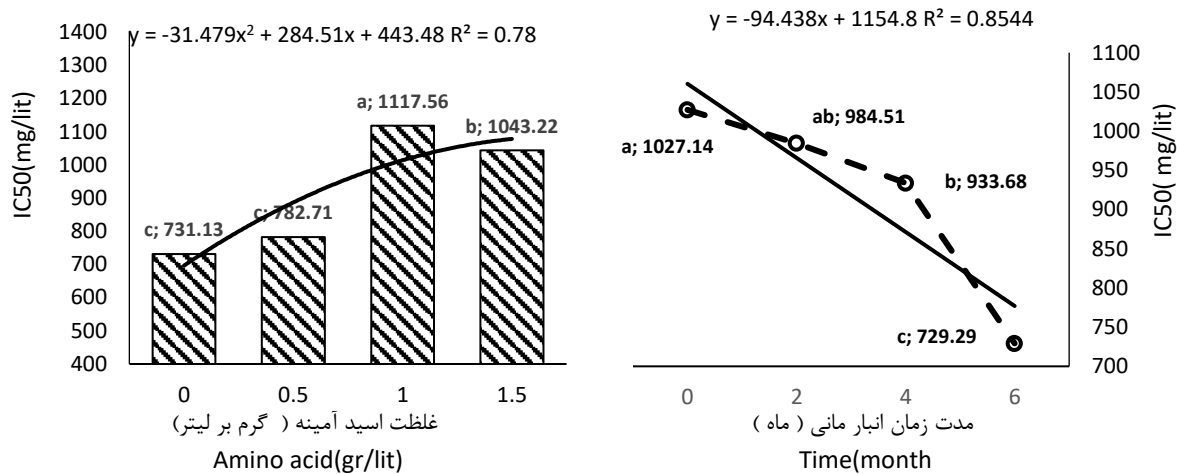 y = -31.479x² + 284.51x + 443.48 R² = 0.78
1400
1300
1200
1100
1000
900
800
700
600
500
400
IC50(mg/lit)
c; 731.13
c; 782.71
a; 1117.56
b; 1043.22
0 0.5 1 1.5
غلظت اسید آمینه ( گرم بر لیتر)
Amino acid(gr/lit)
y = -94.438x + 1154.8 R² = 0.8544
a; 1027.14
ab; 984.51
b; 933.68
c; 729.29
1100
1050
1000
950
900
850
800
750
700
IC50( mg/lit)
0 2 4 6
مدت زمان انبار مانی ( ماه )
Time(month